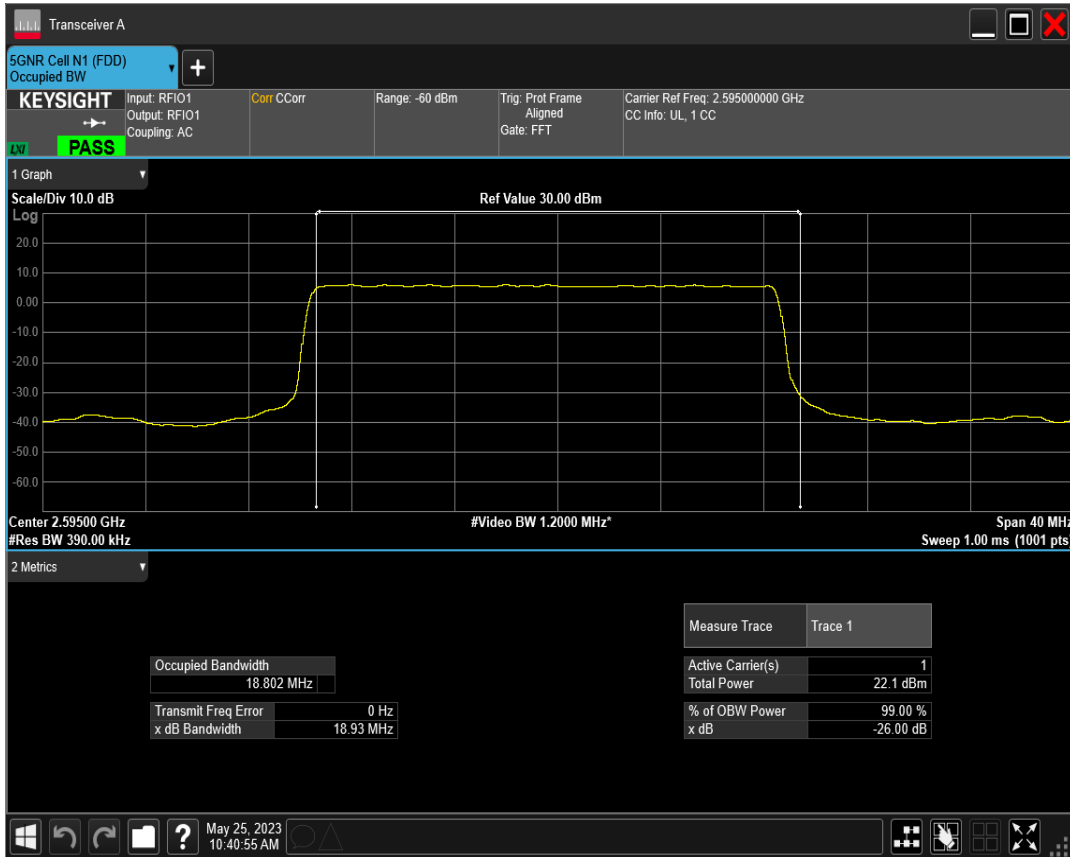 Transceiver A
5GNR Cell N1 (FDD)
Occupied BW
+
KEYSIGHT
LXI
PASS
Input: RFIO1
Output: RFIO1
Coupling: AC
Corr CCorr
Range: -60 dBm
Trig: Prot Frame
Aligned
Gate: FFT
Carrier Ref Freq: 2.595000000 GHz
CC Info: UL, 1 CC
1 Graph
Scale/Div 10.0 dB
Ref Value 30.00 dBm
Log
20.0
10.0
0.00
-10.0
-20.0
-30.0
-40.0
-50.0
-60.0
Center 2.59500 GHz
#Video BW 1.2000 MHz*
Span 40 MHz
#Res BW 390.00 kHz
Sweep 1.00 ms (1001 pts)
2 Metrics
Measure Trace Trace 1
Occupied Bandwidth
18.802 MHz
Active Carrier(s) 1
Total Power 22.1 dBm
Transmit Freq Error 0 Hz
x dB Bandwidth 18.93 MHz
% of OBW Power 99.00 %
x dB -26.00 dB
?
May 25, 2023
10:40:55 AM